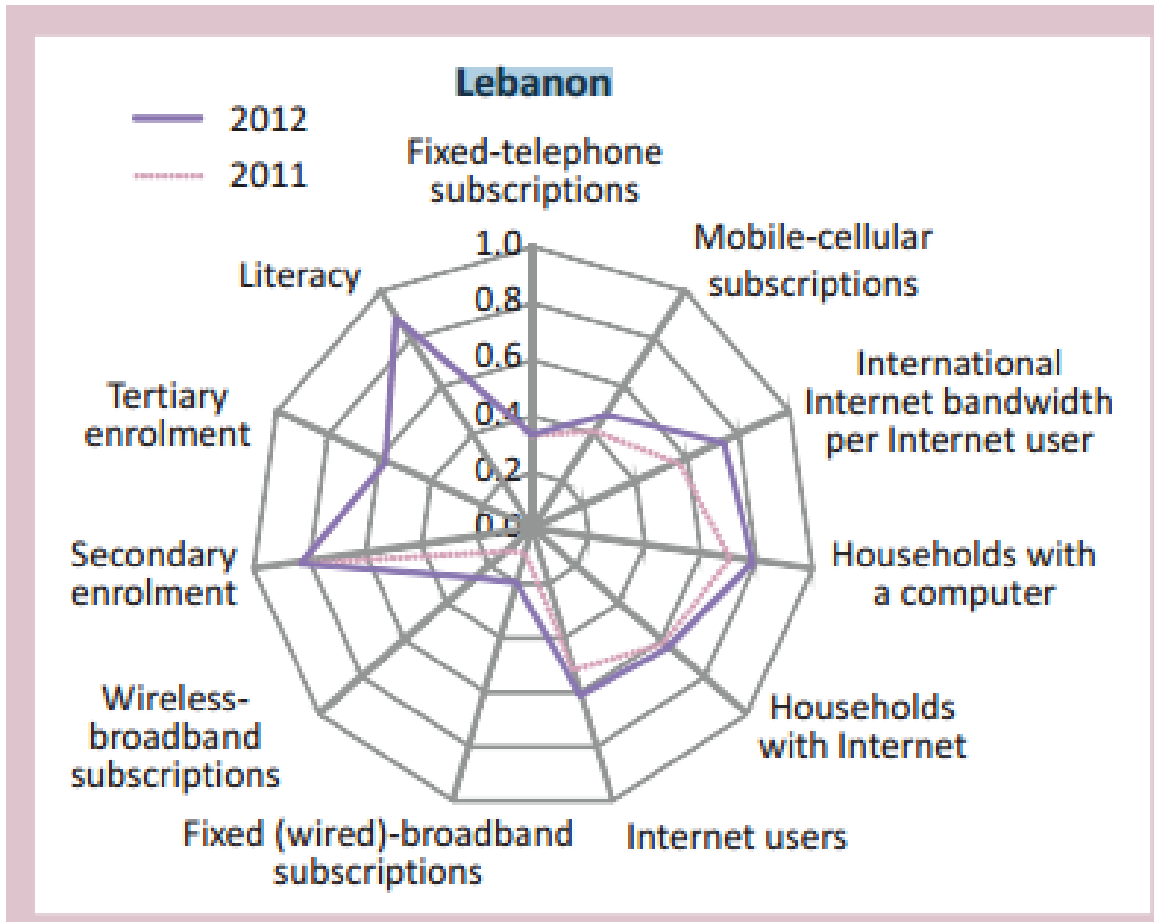 Lebanon
2012
2011
Fixed-telephone
subscriptions
Mobile-cellular
subscriptions
International
Internet bandwidth
per Internet user
Households with
a computer
Households
with Internet
Internet users
Fixed (wired)-broadband
subscriptions
Wireless-
broadband
subscriptions
Secondary
enrolment
Tertiary
enrolment
Literacy
1.0
0.8
0.6
0.4
0.2
0.0